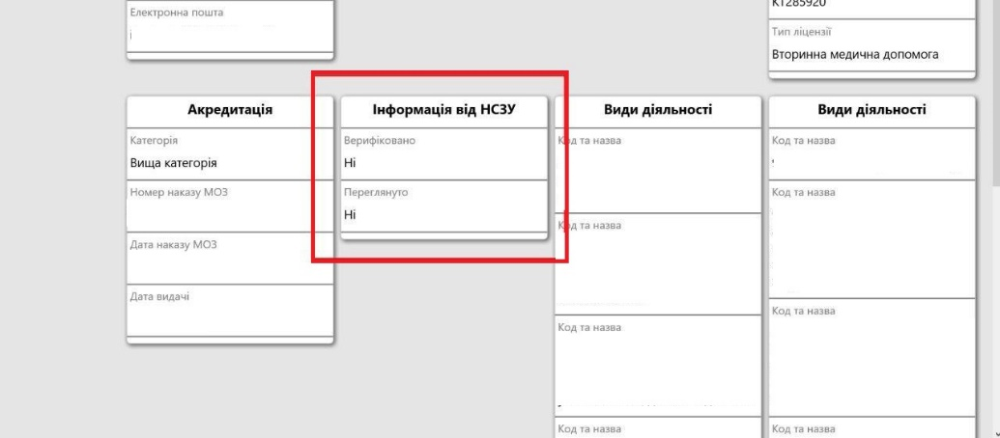 Електронна пошта
КТ285920
Тип ліцензії
Вторинна медична допомога
Акредитація
Категорія
Вища категорія
Номер наказу МОЗ
Дата наказу МОЗ
Дата видачі
Інформація від НСЗУ
Верифіковано
Ні
Переглянуто
Ні
Види діяльності
Код та назва
Код та назва
Код та назва
Код та назва
Види діяльності
Код та назва
Код та назва
Код та назва
Код та назва